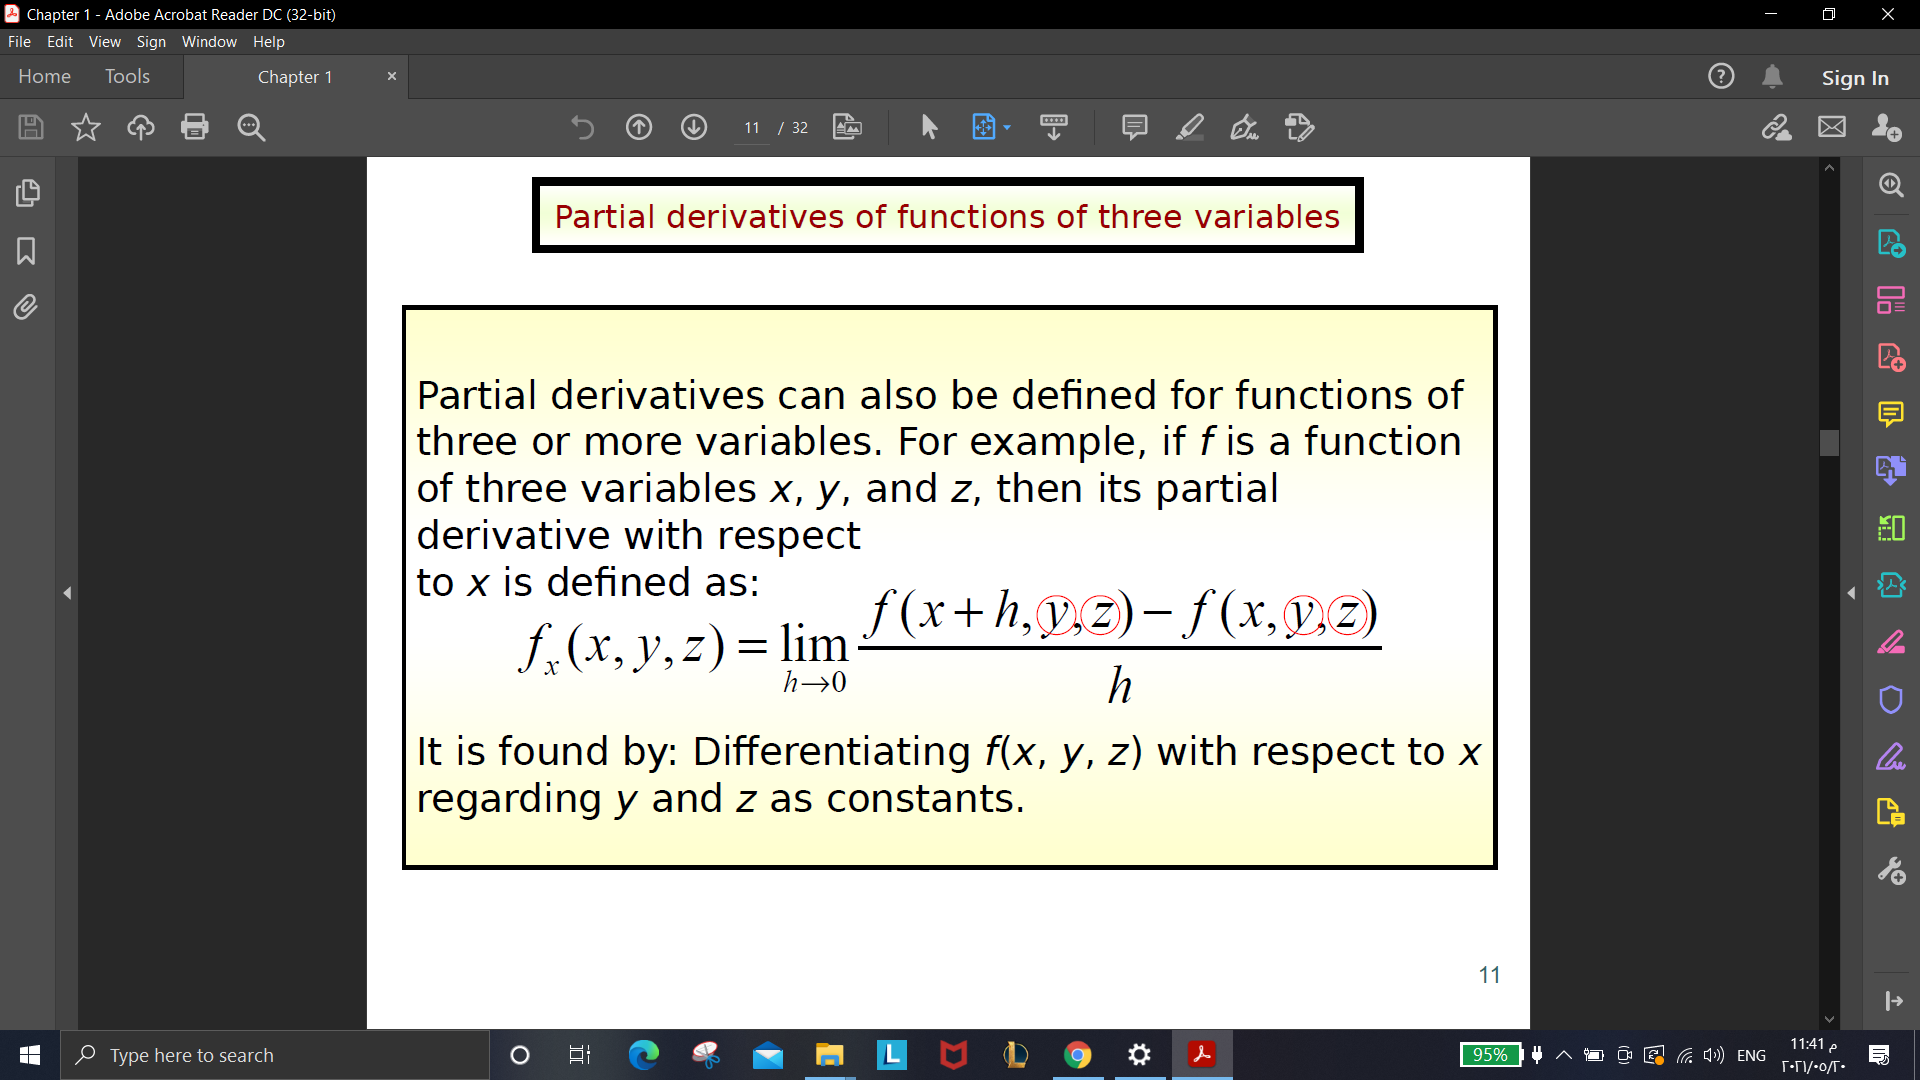 Chapter 1 - Adobe Acrobat Reader DC (32-bit)
File Edit View Sign Window Help
Home Tools Chapter 1 Sign In
11 / 32
Partial derivatives of functions of three variables
Partial derivatives can also be defined for functions of
three or more variables. For example, if f is a function
of three variables x, y, and z, then its partial
derivative with respect
to x is defined as:
f_x(x, y, z) = lim_{h→0} (f(x + h, y, z) − f(x, y, z)) / h
It is found by: Differentiating f(x, y, z) with respect to x
regarding y and z as constants.
11
Type here to search
95% ENG 11:41 م
٢٠٢١/٠٥/٢٠